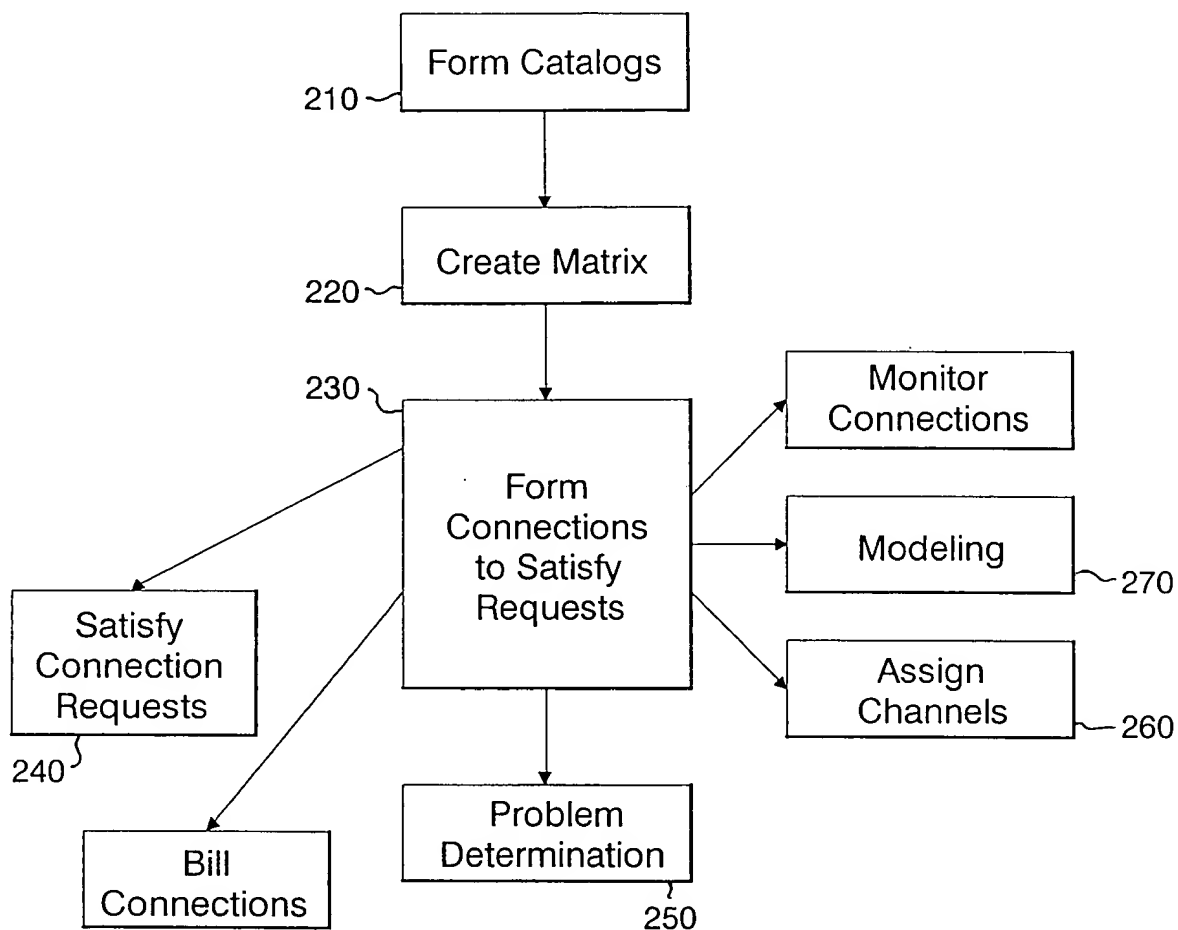 Form Catalogs
210
Create Matrix
220
230
Form
Connections
to Satisfy
Requests
Monitor
Connections
Modeling
270
Assign
Channels
260
Satisfy
Connection
Requests
240
Bill
Connections
Problem
Determination
250